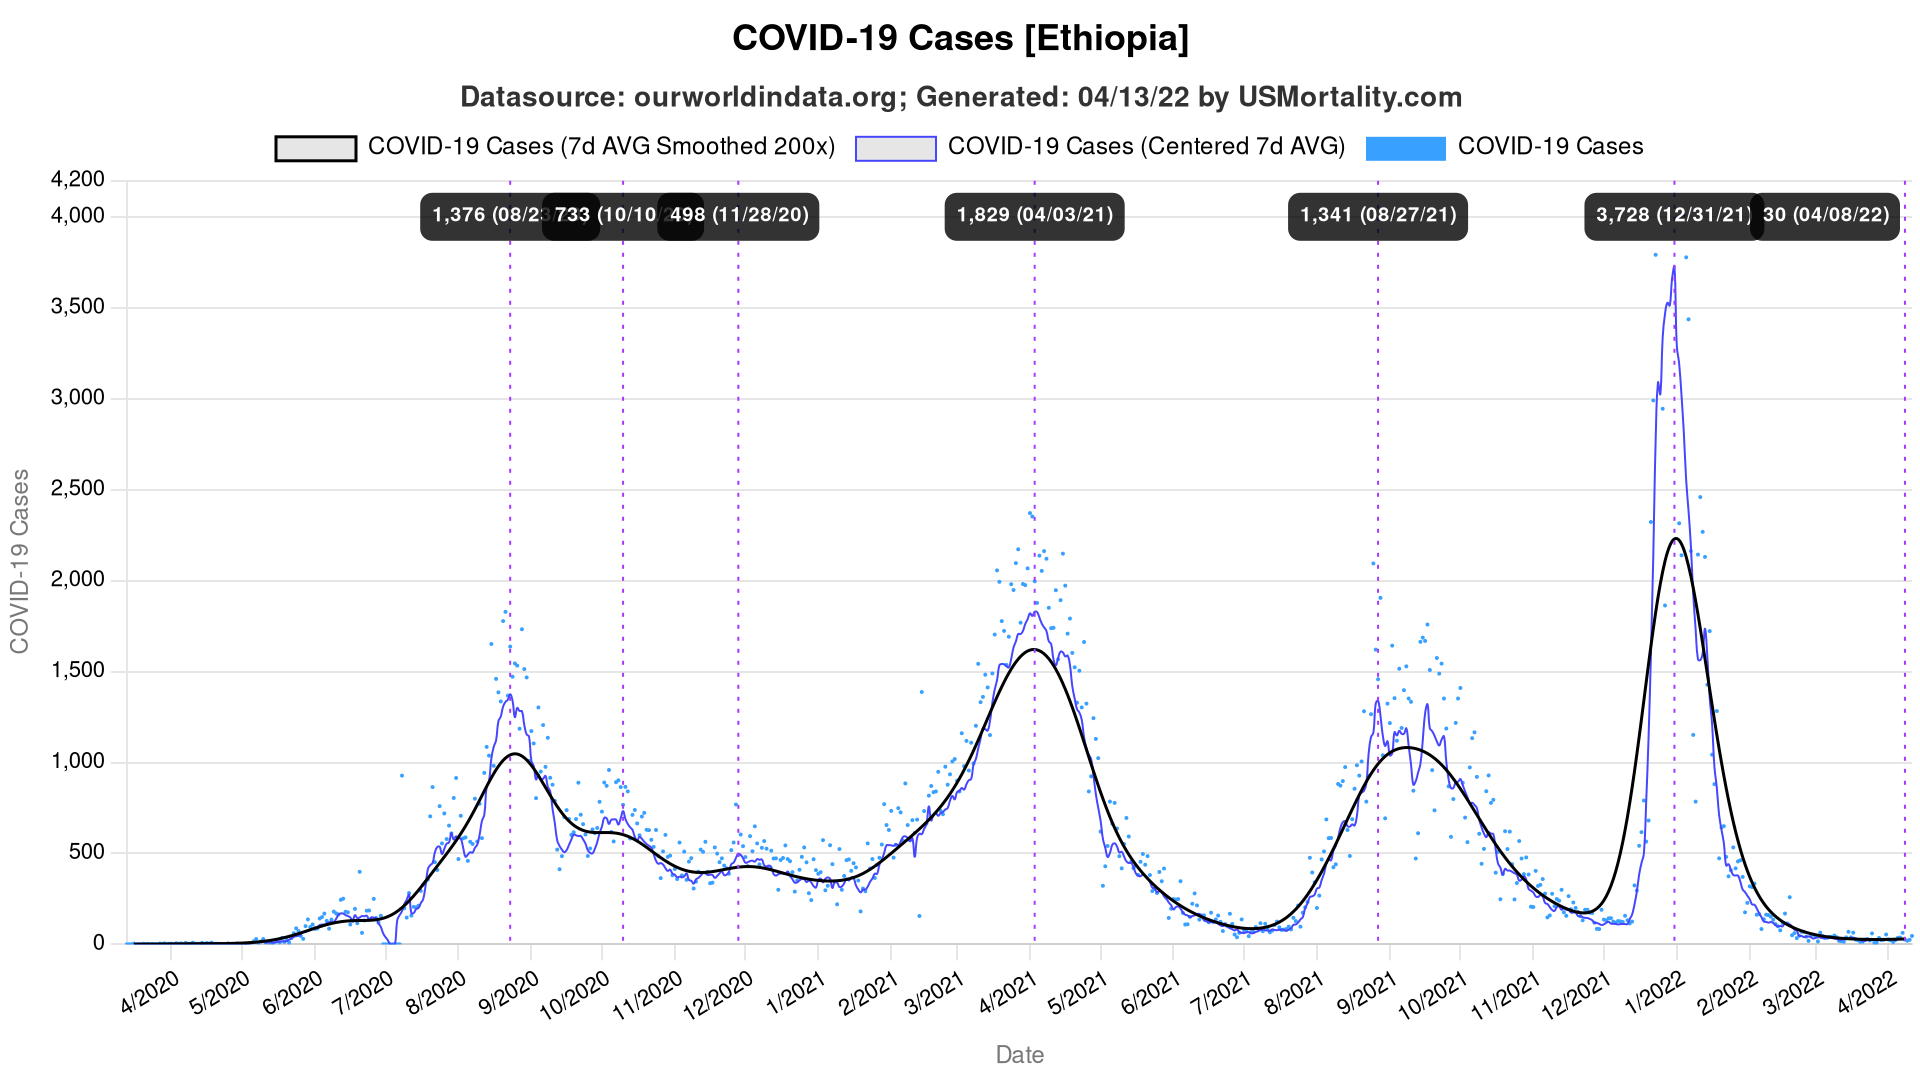 COVID-19 Cases [Ethiopia]
Datasource: ourworldindata.org; Generated: 04/13/22 by USMortality.com
COVID-19 Cases (7d AVG Smoothed 200x) COVID-19 Cases (Centered 7d AVG) COVID-19 Cases
4,200
4,000
1,376 (08/23 733 (10/10/2 498 (11/28/20) 1,829 (04/03/21) 1,341 (08/27/21) 3,728 (12/31/21) 30 (04/08/22)
3,500
3,000
2,500
2,000
1,500
1,000
500
0
COVID-19 Cases
4/2020 5/2020 6/2020 7/2020 8/2020 9/2020 10/2020 11/2020 12/2020 1/2021 2/2021 3/2021 4/2021 5/2021 6/2021 7/2021 8/2021 9/2021 10/2021 11/2021 12/2021 1/2022 2/2022 3/2022 4/2022
Date